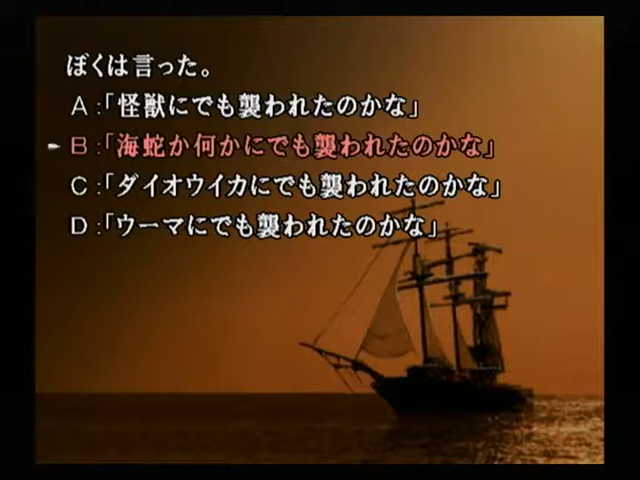 ぼくは言った。
A:「怪獣にでも襲われたのかな」
B:「海蛇か何かにでも襲われたのかな」
C:「ダイオウイカにでも襲われたのかな」
D:「ウーマにでも襲われたのかな」